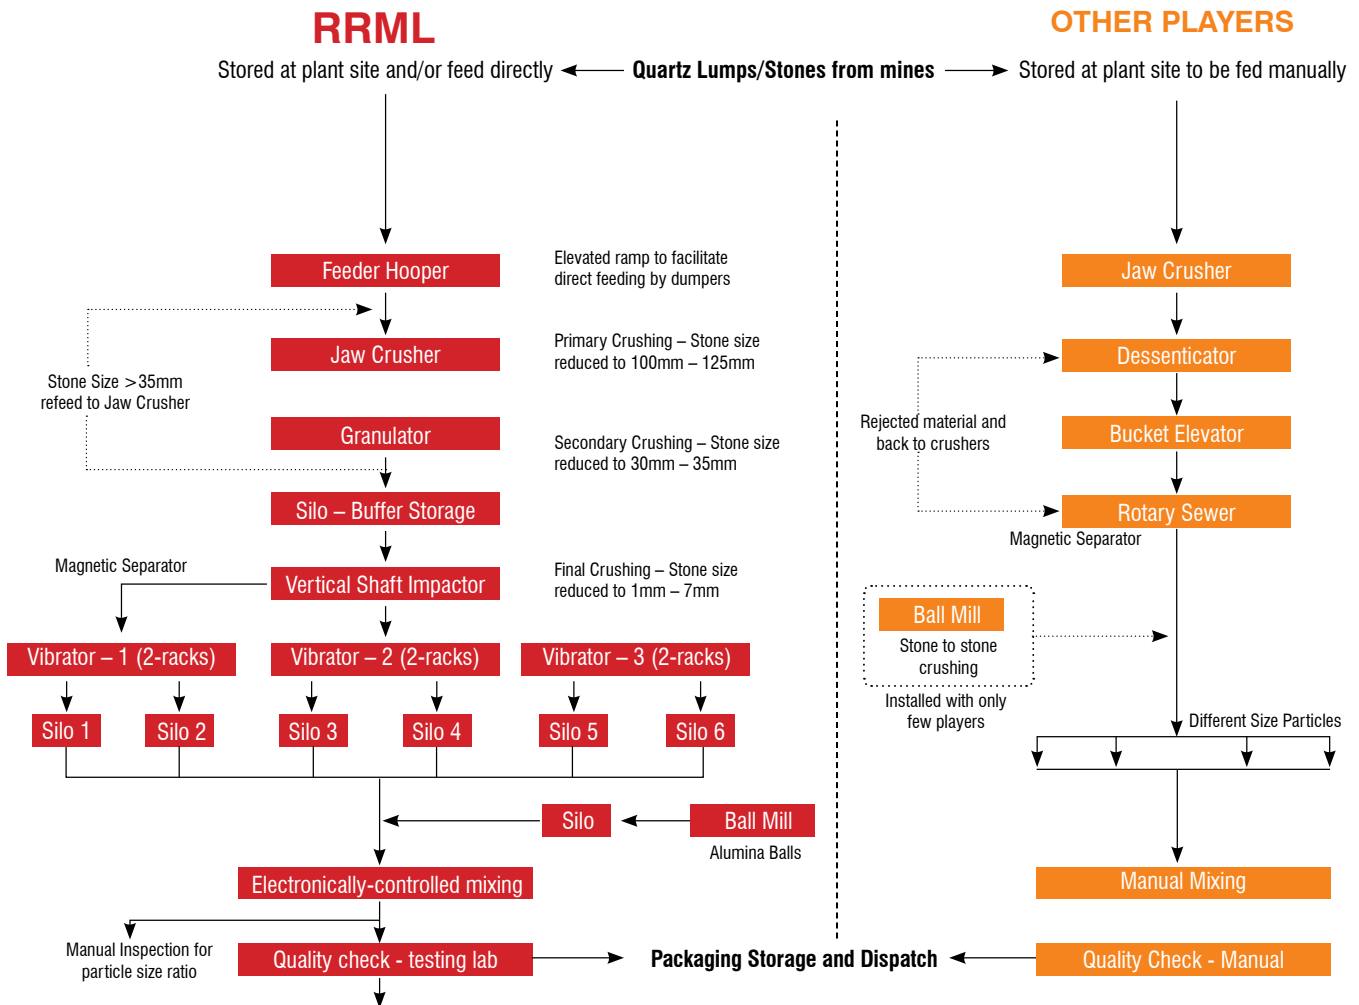 RRML
OTHER PLAYERS
Stored at plant site and/or feed directly
Quartz Lumps/Stones from mines
Stored at plant site to be fed manually
Feeder Hooper
Elevated ramp to facilitate
direct feeding by dumpers
Jaw Crusher
Jaw Crusher
Primary Crushing – Stone size
reduced to 100mm – 125mm
Dessenticator
Stone Size >35mm
refeed to Jaw Crusher
Granulator
Secondary Crushing – Stone size
reduced to 30mm – 35mm
Rejected material and
back to crushers
Bucket Elevator
Silo – Buffer Storage
Rotary Sewer
Magnetic Separator
Magnetic Separator
Vertical Shaft Impactor
Final Crushing – Stone size
reduced to 1mm – 7mm
Ball Mill
Stone to stone
crushing
Installed with only
few players
Vibrator – 1 (2-racks)
Vibrator – 2 (2-racks)
Vibrator – 3 (2-racks)
Silo 1
Silo 2
Silo 3
Silo 4
Silo 5
Silo 6
Different Size Particles
Silo
Ball Mill
Alumina Balls
Electronically-controlled mixing
Manual Mixing
Manual Inspection for
particle size ratio
Quality check - testing lab
Packaging Storage and Dispatch
Quality Check - Manual